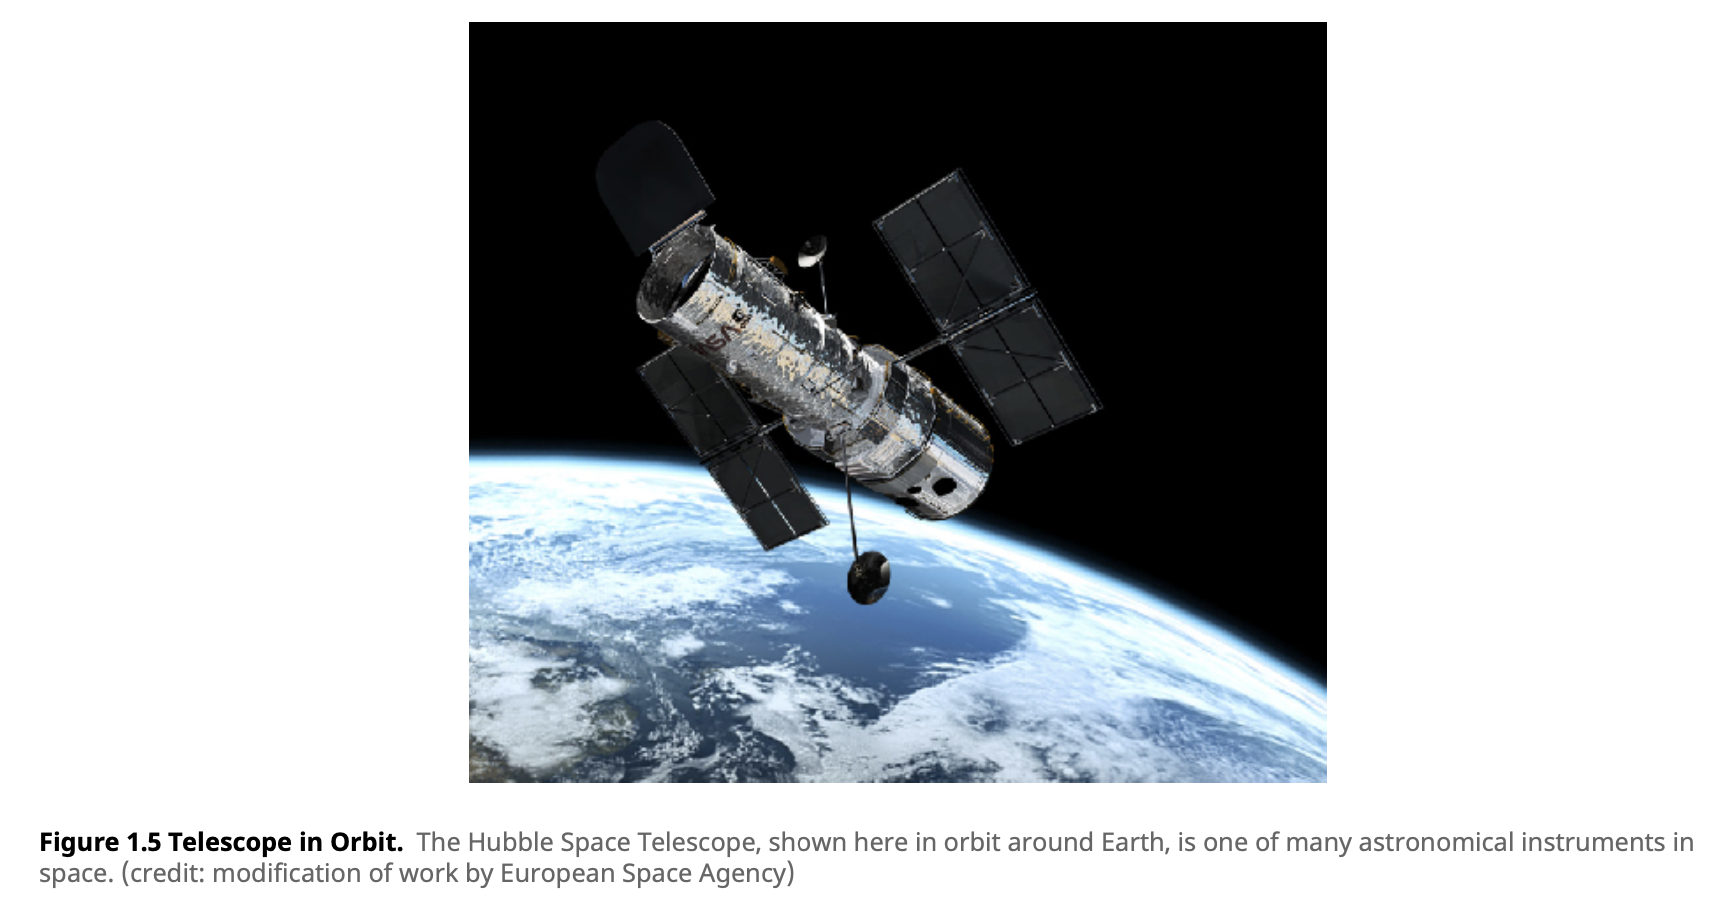 Figure 1.5 Telescope in Orbit. The Hubble Space Telescope, shown here in orbit around Earth, is one of many astronomical instruments in
space. (credit: modification of work by European Space Agency)